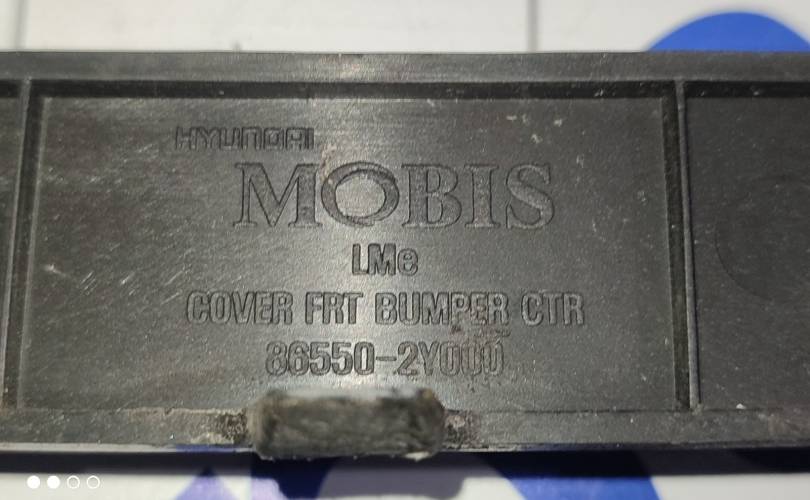 HYUNDAI
MOBIS
LMe
COVER FRT BUMPER CTR
86550-2Y000